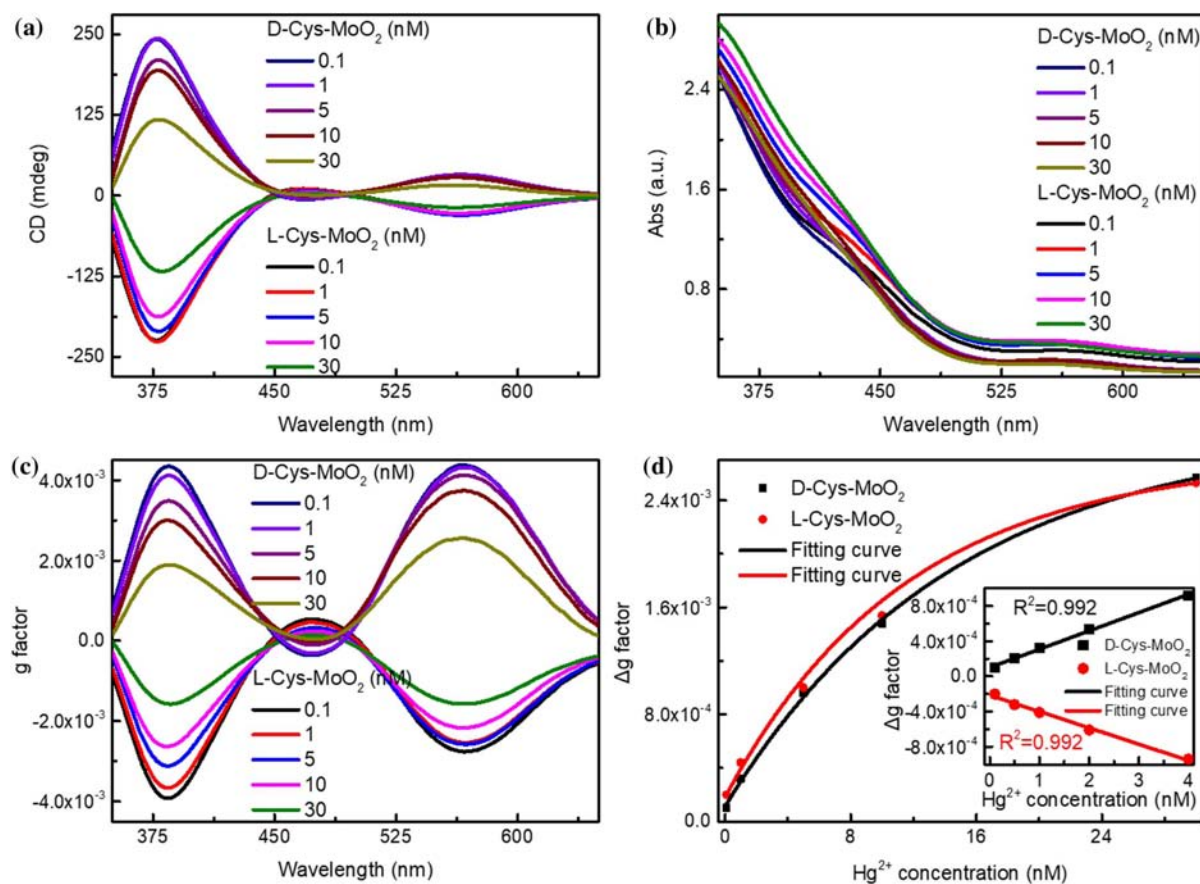 (a)
D-Cys-MoO₂ (nM)
0.1
1
5
10
30
L-Cys-MoO₂ (nM)
0.1
1
5
10
30
250
125
0
-125
-250
CD (mdeg)
375
450
525
600
Wavelength (nm)
(b)
D-Cys-MoO₂ (nM)
0.1
1
5
10
30
L-Cys-MoO₂ (nM)
0.1
1
5
10
30
2.4
1.6
0.8
Abs (a.u.)
375
450
525
600
Wavelength (nm)
(c)
D-Cys-MoO₂ (nM)
0.1
1
5
10
30
L-Cys-MoO₂ (nM)
0.1
1
5
10
30
4.0x10⁻³
2.0x10⁻³
0.0
-2.0x10⁻³
-4.0x10⁻³
g factor
375
450
525
600
Wavelength (nm)
(d)
D-Cys-MoO₂
L-Cys-MoO₂
Fitting curve
Fitting curve
2.4x10⁻³
1.6x10⁻³
8.0x10⁻⁴
0.0
Δg factor
0
8
16
24
Hg²⁺ concentration (nM)
R²=0.992
D-Cys-MoO₂
L-Cys-MoO₂
Fitting curve
Fitting curve
R²=0.992
8.0x10⁻⁴
4.0x10⁻⁴
0.0
-4.0x10⁻⁴
-8.0x10⁻⁴
Δg factor
0
1
2
3
4
Hg²⁺ concentration (nM)